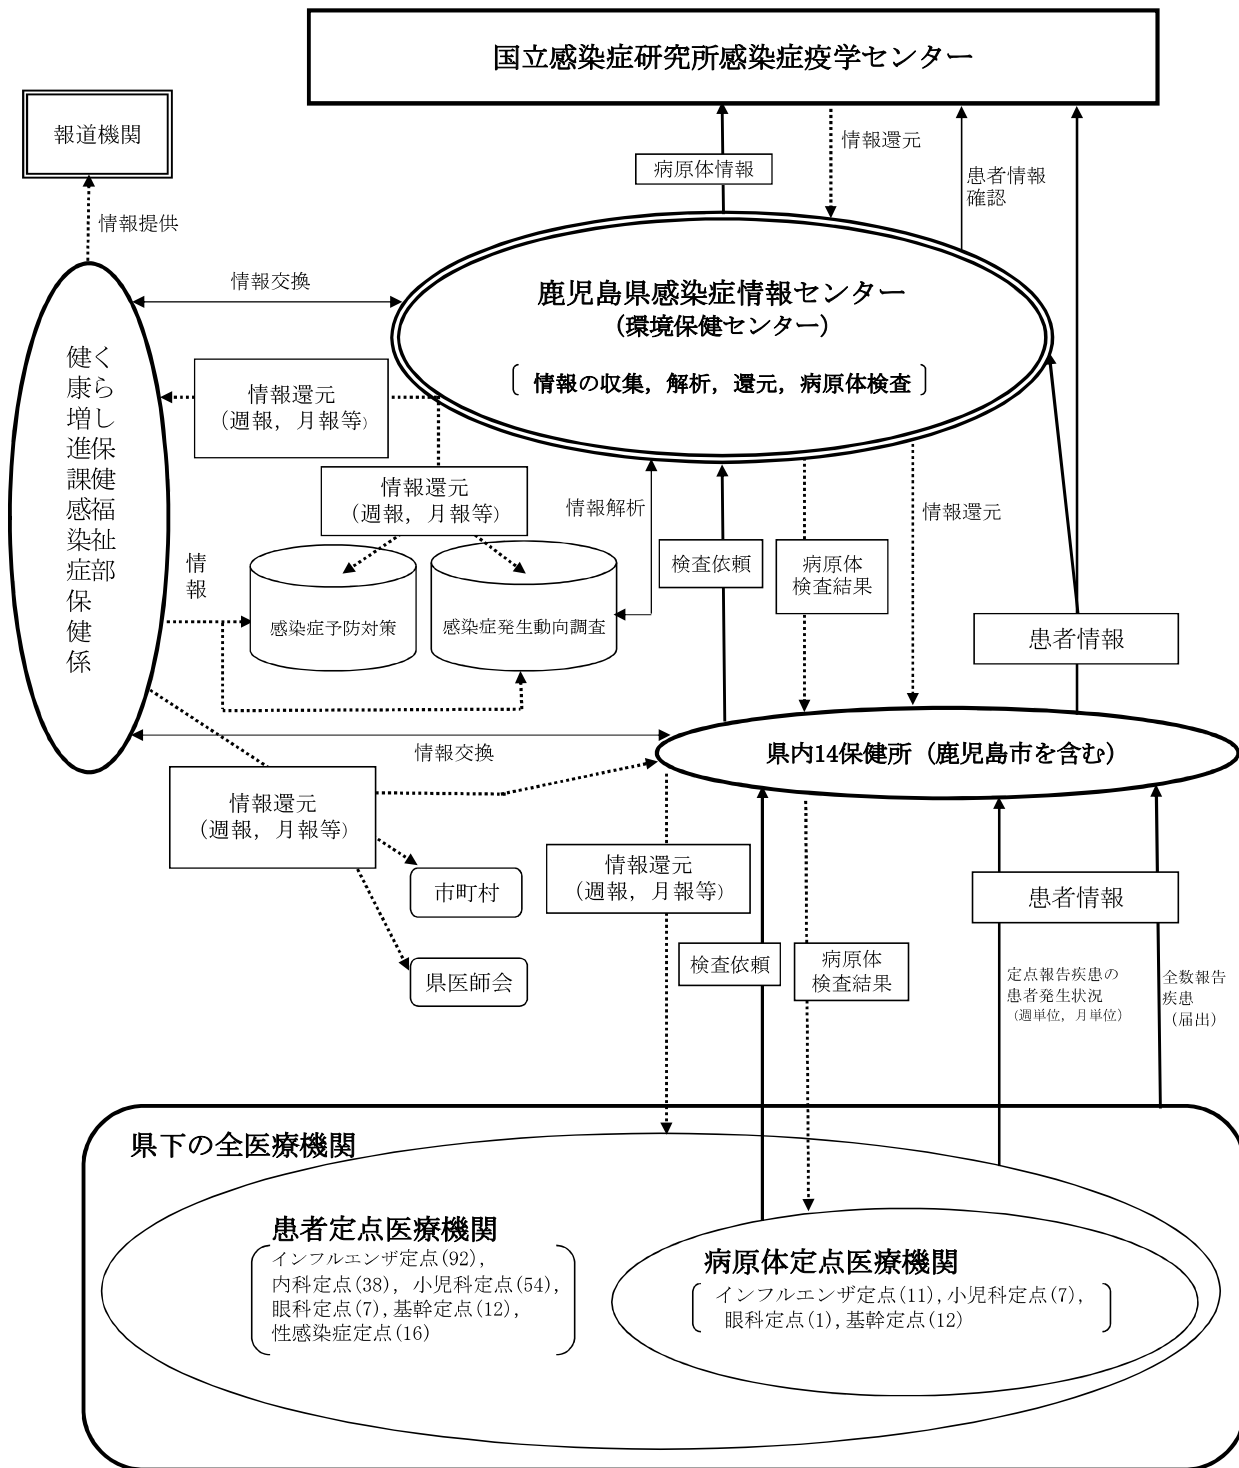 国立感染症研究所感染症疫学センター
報道機関
情報提供
病原体情報
情報還元
患者情報
確認
情報交換
鹿児島県感染症情報センター
（環境保健センター）
〔 情報の収集，解析，還元，病原体検査 〕
くらし保健福祉部
健康増進課感染症保健係
情報還元
（週報，月報等）
情報還元
（週報，月報等）
情報解析
情報還元
検査依頼
病原体
検査結果
情報
感染症予防対策
感染症発生動向調査
患者情報
情報交換
県内14保健所（鹿児島市を含む）
情報還元
（週報，月報等）
市町村
県医師会
情報還元
（週報，月報等）
検査依頼
病原体
検査結果
患者情報
定点報告疾患の
患者発生状況
（週単位，月単位）
全数報告
疾患
（届出）
県下の全医療機関
患者定点医療機関
インフルエンザ定点(92)，
内科定点(38)，小児科定点(54)，
眼科定点(7)，基幹定点(12)，
性感染症定点(16)
病原体定点医療機関
インフルエンザ定点(11)，小児科定点(7)，
眼科定点(1)，基幹定点(12)